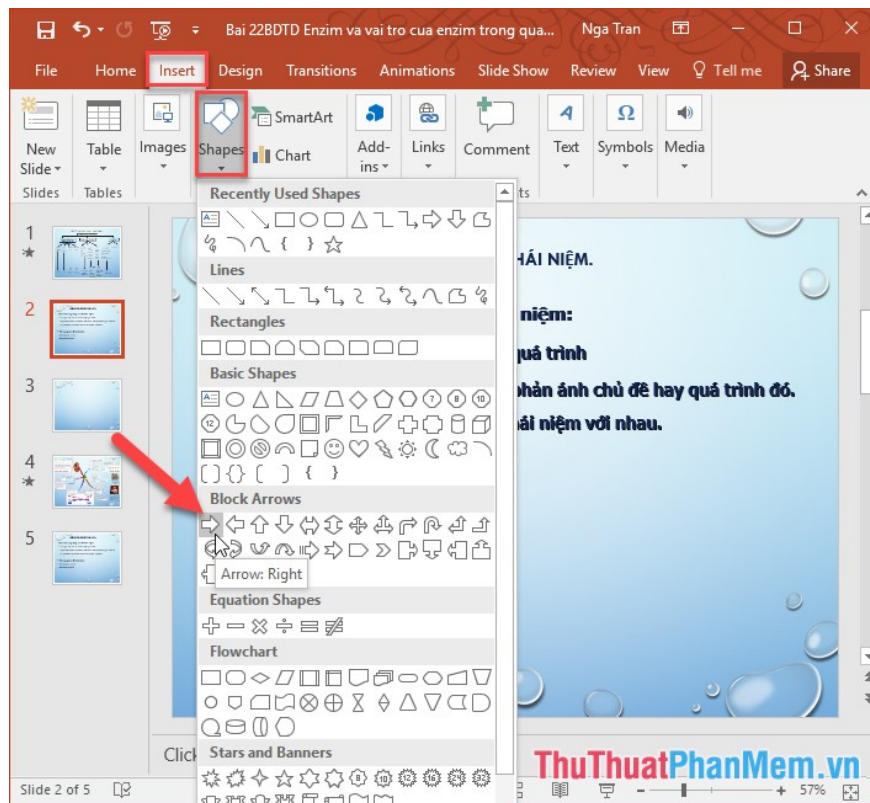 Bai 22BDTD Enzim va vai tro cua enzim trong qua... Nga Tran
File Home Insert Design Transitions Animations Slide Show Review View Tell me Share
New Slide Table Images Shapes SmartArt Chart Add-ins Links Comment Text Symbols Media
Slides Tables ts
Recently Used Shapes
Lines
Rectangles
Basic Shapes
Block Arrows
Arrow: Right
Equation Shapes
Flowchart
Stars and Banners
1
2
3
4
5
HÁI NIỆM.
niệm:
quá trình
phản ánh chủ đề hay quá trình đó.
ái niệm với nhau.
Click
ThuThuatPhanMem.vn
Slide 2 of 5 57%